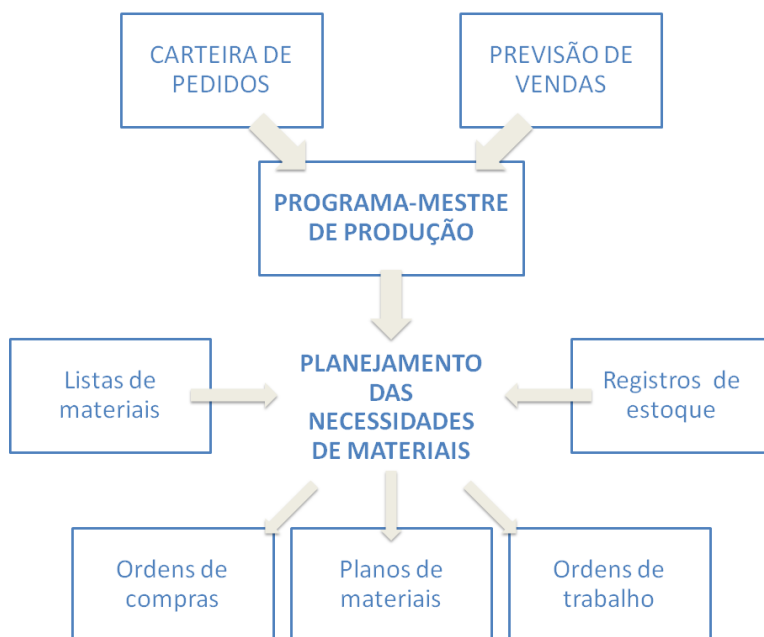 CARTEIRA DE
PEDIDOS
PREVISÃO DE
VENDAS
PROGRAMA-MESTRE
DE PRODUÇÃO
Listas de
materiais
PLANEJAMENTO
DAS
NECESSIDADES
DE MATERIAIS
Registros de
estoque
Ordens de
compras
Planos de
materiais
Ordens de
trabalho